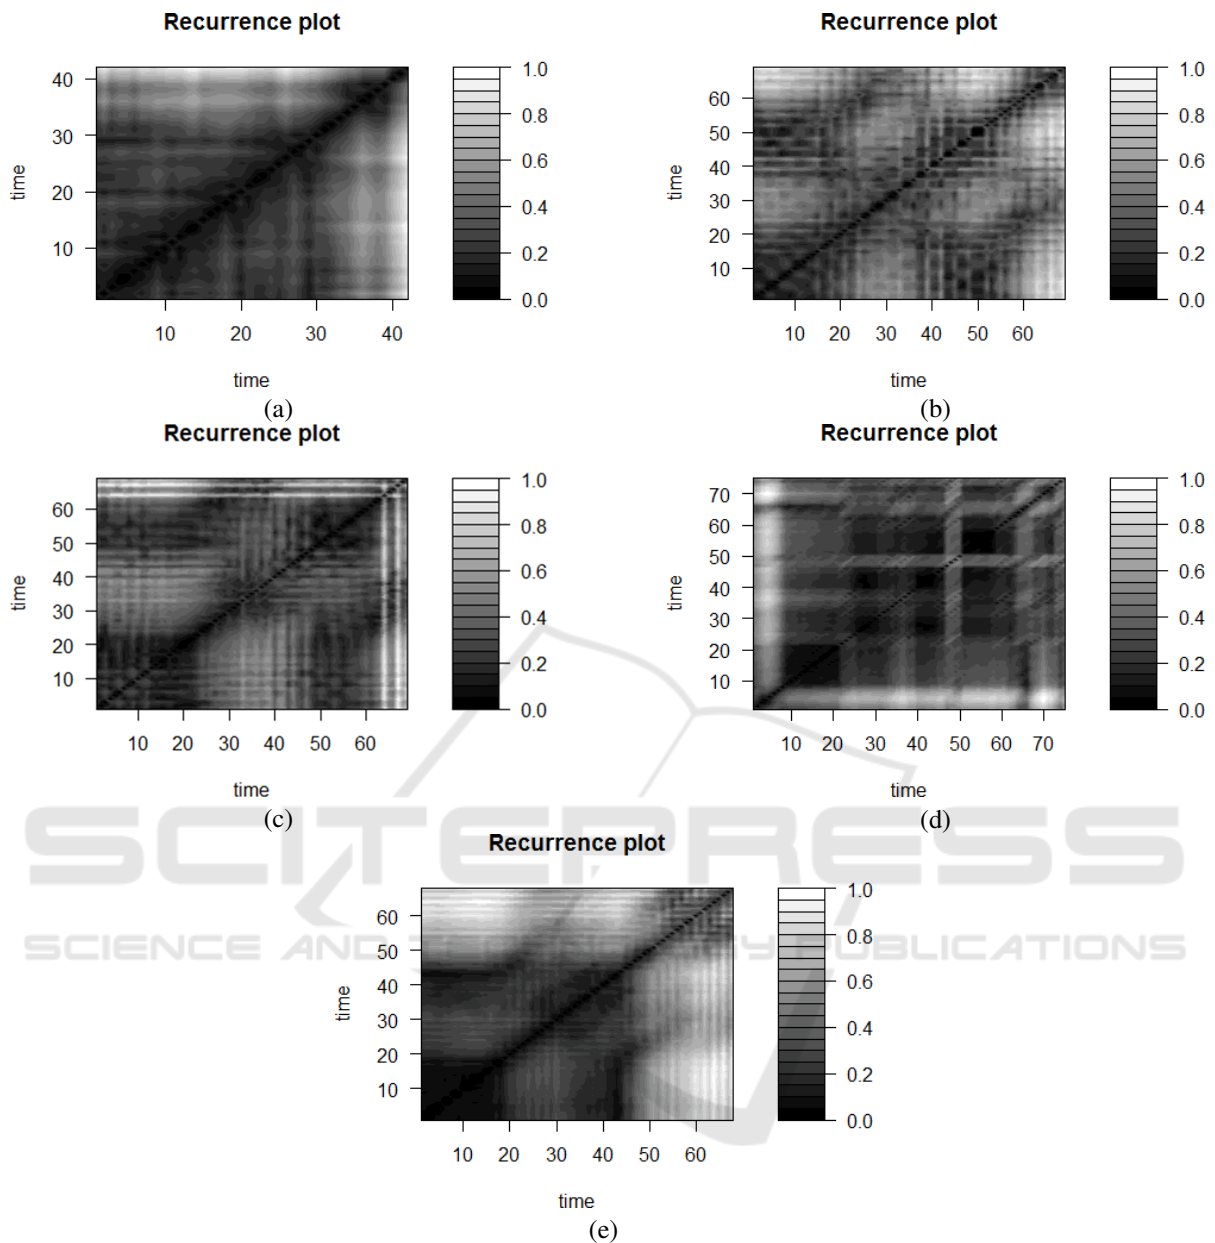 Recurrence plot
40
30
20
10
time
10 20 30 40
time
1.0
0.8
0.6
0.4
0.2
0.0
(a)
Recurrence plot
60
50
40
30
20
10
time
10 20 30 40 50 60
time
1.0
0.8
0.6
0.4
0.2
0.0
(b)
Recurrence plot
60
50
40
30
20
10
time
10 20 30 40 50 60
time
1.0
0.8
0.6
0.4
0.2
0.0
(c)
Recurrence plot
70
60
50
40
30
20
10
time
10 20 30 40 50 60 70
time
1.0
0.8
0.6
0.4
0.2
0.0
(d)
SCITEPRESS
SCIENCE AND TECHNOLOGY PUBLICATIONS
Recurrence plot
60
50
40
30
20
10
time
10 20 30 40 50 60
time
1.0
0.8
0.6
0.4
0.2
0.0
(e)